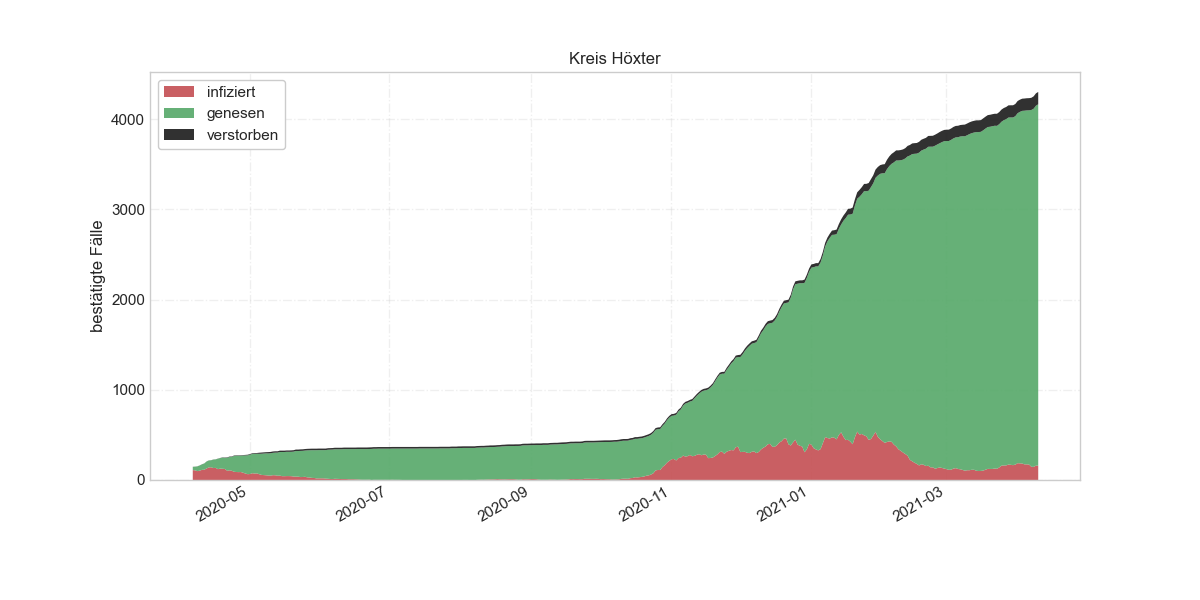 Kreis Höxter
infiziert
genesen
verstorben
bestätigte Fälle
4000
3000
2000
1000
0
2020-05
2020-07
2020-09
2020-11
2021-01
2021-03